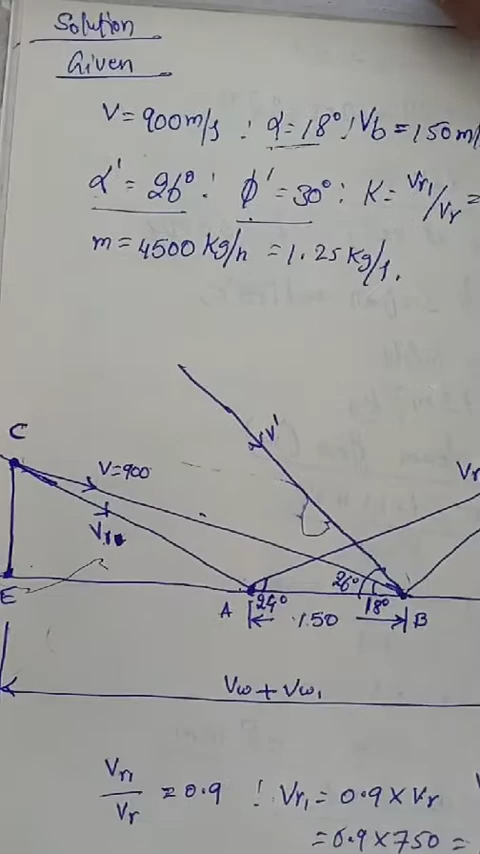 Solution
Given
V = 900 m/s ; α = 18° ; Vb = 150 m/
α' = 26° ; φ' = 30° ; K = Vr₁/Vr =
m = 4500 kg/h = 1.25 kg/s.
C
V = 900
V'
Vr
Vr
E
A
24°
26°
18°
B
150
Vw + Vw₁
Vr₁/Vr = 0.9 ; Vr₁ = 0.9 × Vr
= 0.9 × 750 =